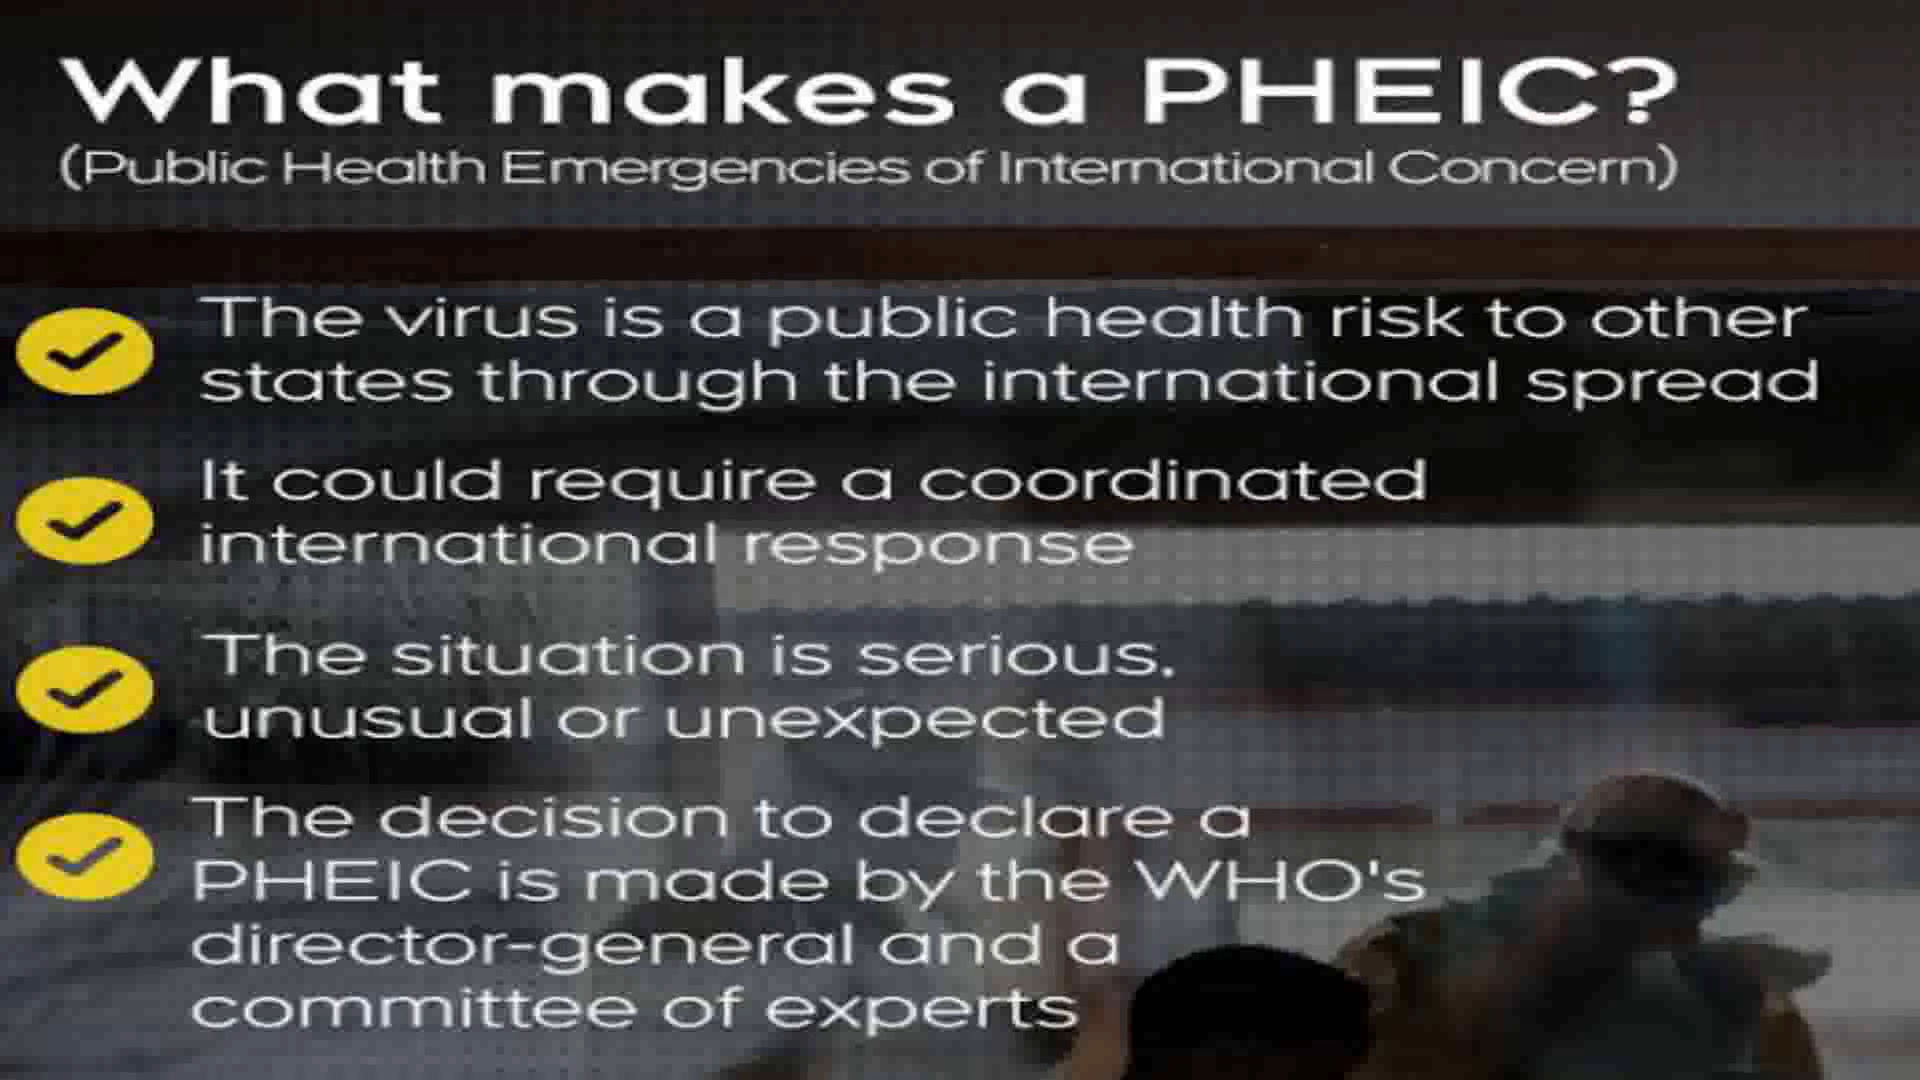 What makes a PHEIC?
(Public Health Emergencies of International Concern)
The virus is a public health risk to other
states through the international spread
It could require a coordinated
international response
The situation is serious.
unusual or unexpected
The decision to declare a
PHEIC is made by the WHO's
director-general and a
committee of experts